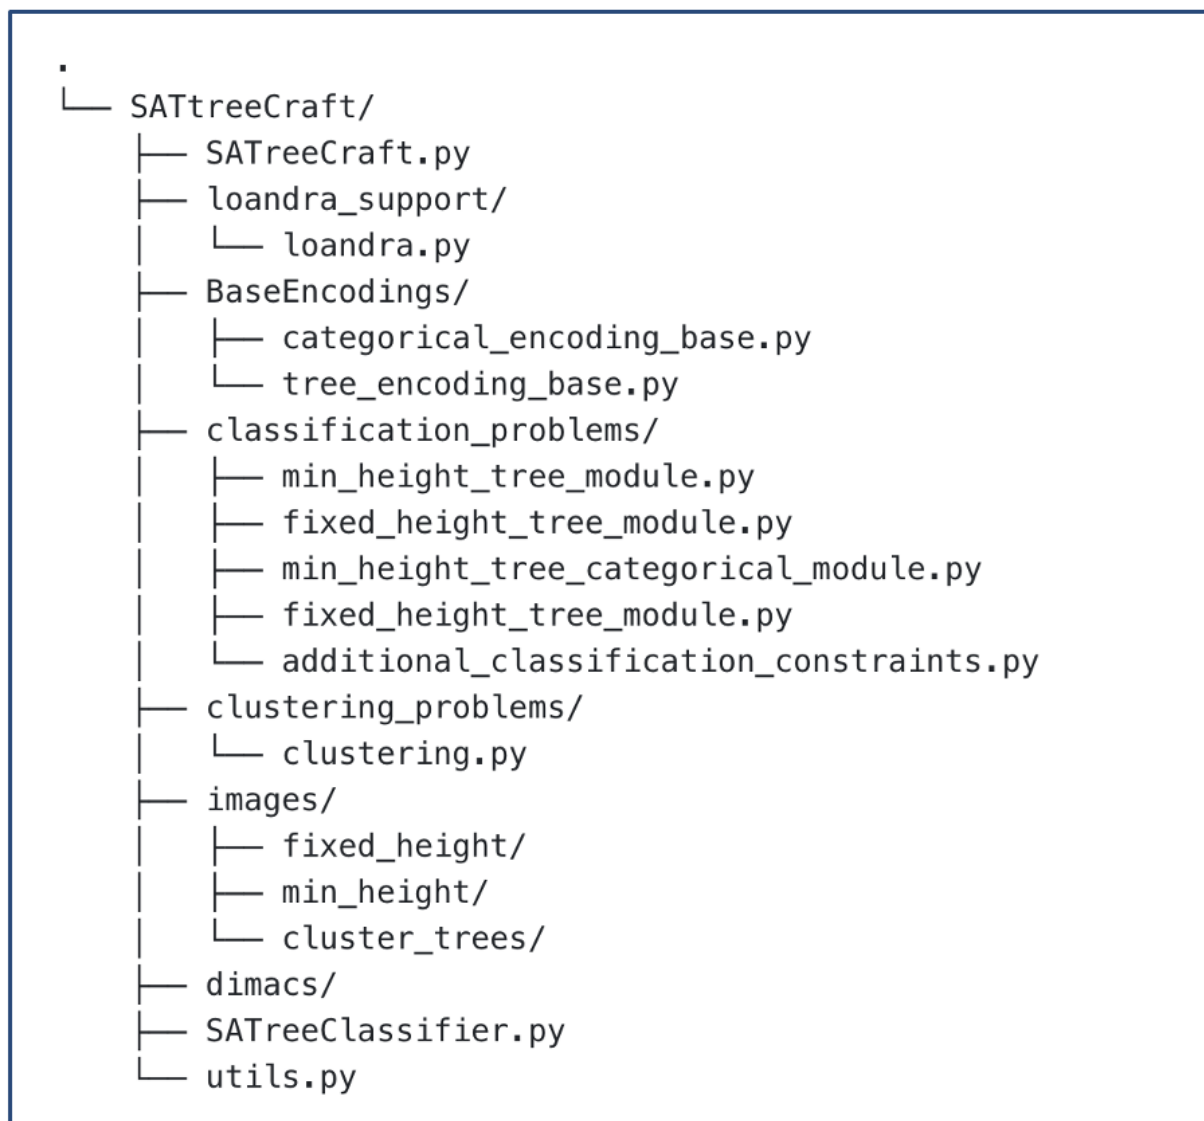 .
└── SATtreeCraft/
    ├── SATreeCraft.py
    ├── loandra_support/
    │   └── loandra.py
    ├── BaseEncodings/
    │   ├── categorical_encoding_base.py
    │   └── tree_encoding_base.py
    ├── classification_problems/
    │   ├── min_height_tree_module.py
    │   ├── fixed_height_tree_module.py
    │   ├── min_height_tree_categorical_module.py
    │   ├── fixed_height_tree_module.py
    │   └── additional_classification_constraints.py
    ├── clustering_problems/
    │   └── clustering.py
    ├── images/
    │   ├── fixed_height/
    │   ├── min_height/
    │   └── cluster_trees/
    ├── dimacs/
    ├── SATreeClassifier.py
    └── utils.py